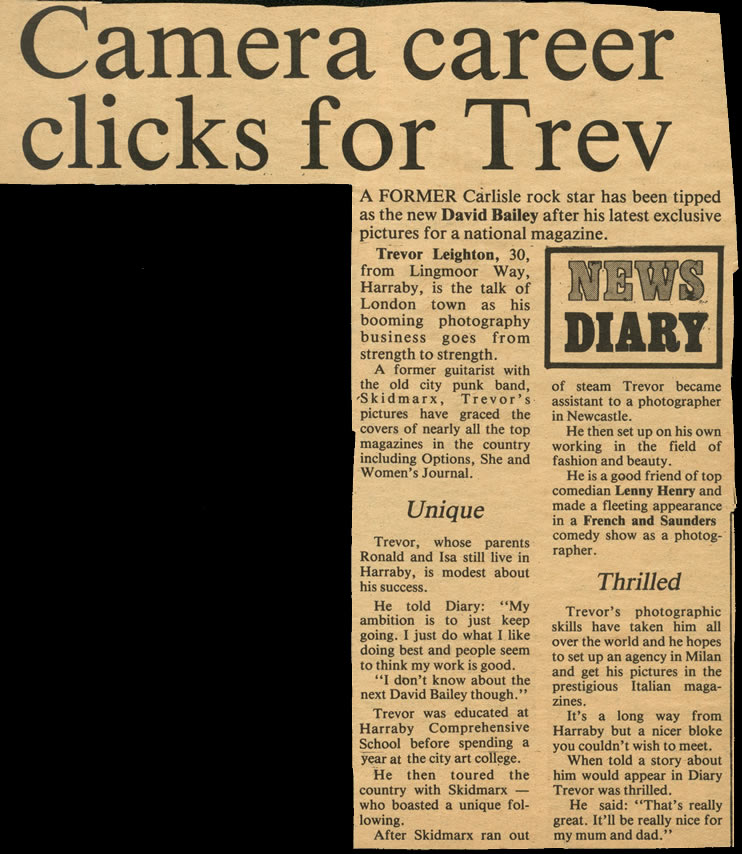 Camera career
clicks for Trev
A FORMER Carlisle rock star has been tipped
as the new David Bailey after his latest exclusive
pictures for a national magazine.
Trevor Leighton, 30,
from Lingmoor Way,
Harraby, is the talk of
London town as his
booming photography
business goes from
strength to strength.
A former guitarist with
the old city punk band,
Skidmarx, Trevor's
pictures have graced the
covers of nearly all the top
magazines in the country
including Options, She and
Women's Journal.
Unique
Trevor, whose parents
Ronald and Isa still live in
Harraby, is modest about
his success.
He told Diary: "My
ambition is to just keep
going. I just do what I like
doing best and people seem
to think my work is good.
"I don't know about the
next David Bailey though."
Trevor was educated at
Harraby Comprehensive
School before spending a
year at the city art college.
He then toured the
country with Skidmarx —
who boasted a unique fol-
lowing.
After Skidmarx ran out
NEWS
DIARY
of steam Trevor became
assistant to a photographer
in Newcastle.
He then set up on his own
working in the field of
fashion and beauty.
He is a good friend of top
comedian Lenny Henry and
made a fleeting appearance
in a French and Saunders
comedy show as a photog-
rapher.
Thrilled
Trevor's photographic
skills have taken him all
over the world and he hopes
to set up an agency in Milan
and get his pictures in the
prestigious Italian maga-
zines.
It's a long way from
Harraby but a nicer bloke
you couldn't wish to meet.
When told a story about
him would appear in Diary
Trevor was thrilled.
He said: "That's really
great. It'll be really nice for
my mum and dad."